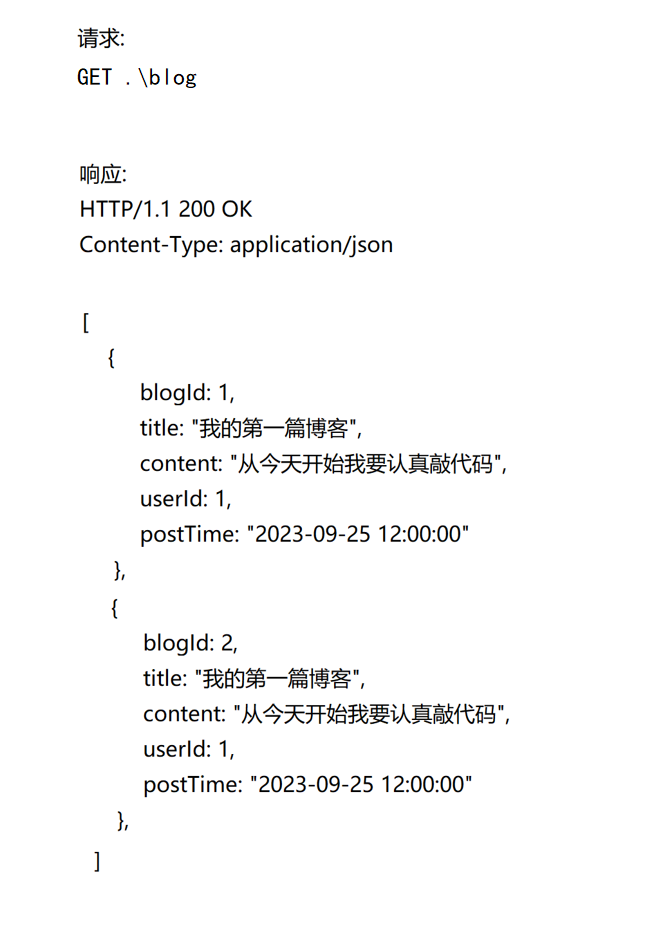 请求:
GET .\blog
响应:
HTTP/1.1 200 OK
Content-Type: application/json
[
{
blogId: 1,
title: "我的第一篇博客",
content: "从今天开始我要认真敲代码",
userId: 1,
postTime: "2023-09-25 12:00:00"
},
{
blogId: 2,
title: "我的第一篇博客",
content: "从今天开始我要认真敲代码",
userId: 1,
postTime: "2023-09-25 12:00:00"
},
]